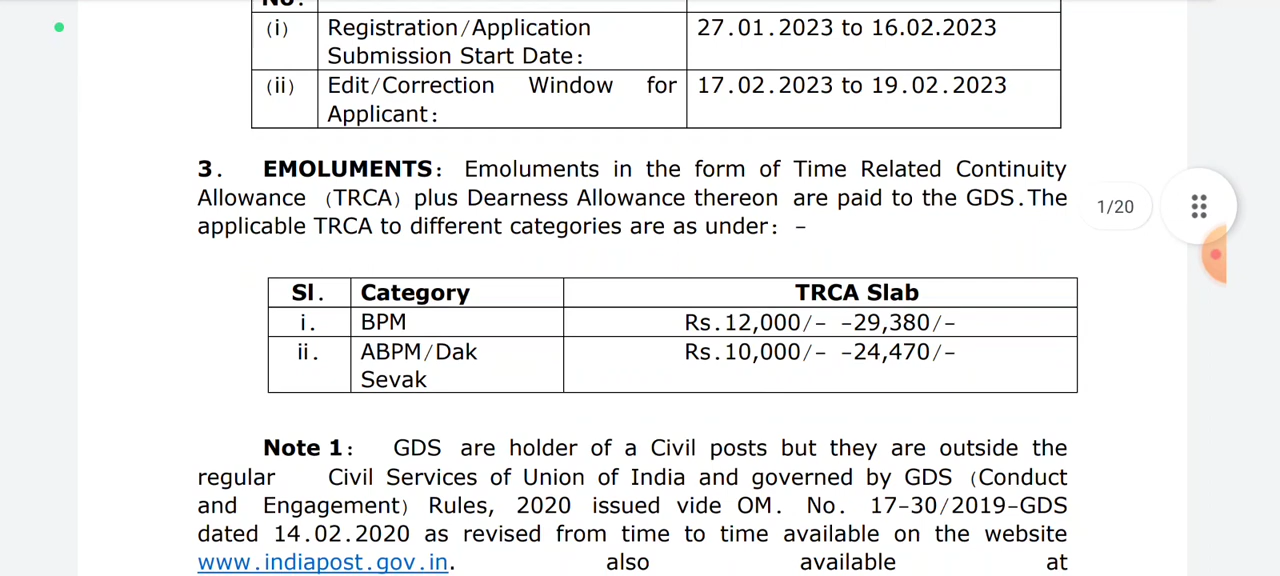 No.
(i) Registration/Application 27.01.2023 to 16.02.2023
Submission Start Date:
(ii) Edit/Correction Window for 17.02.2023 to 19.02.2023
Applicant:
3. EMOLUMENTS: Emoluments in the form of Time Related Continuity
Allowance (TRCA) plus Dearness Allowance thereon are paid to the GDS.The
1/20
applicable TRCA to different categories are as under: -
Sl. Category TRCA Slab
i. BPM Rs.12,000/- -29,380/-
ii. ABPM/Dak Rs.10,000/- -24,470/-
Sevak
Note 1: GDS are holder of a Civil posts but they are outside the
regular Civil Services of Union of India and governed by GDS (Conduct
and Engagement) Rules, 2020 issued vide OM. No. 17-30/2019-GDS
dated 14.02.2020 as revised from time to time available on the website
www.indiapost.gov.in. also available at